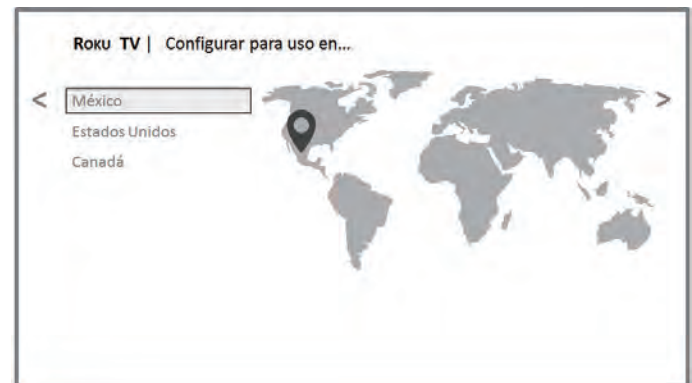 ROKU TV | Configurar para uso en...
< México >
Estados Unidos
Canadá